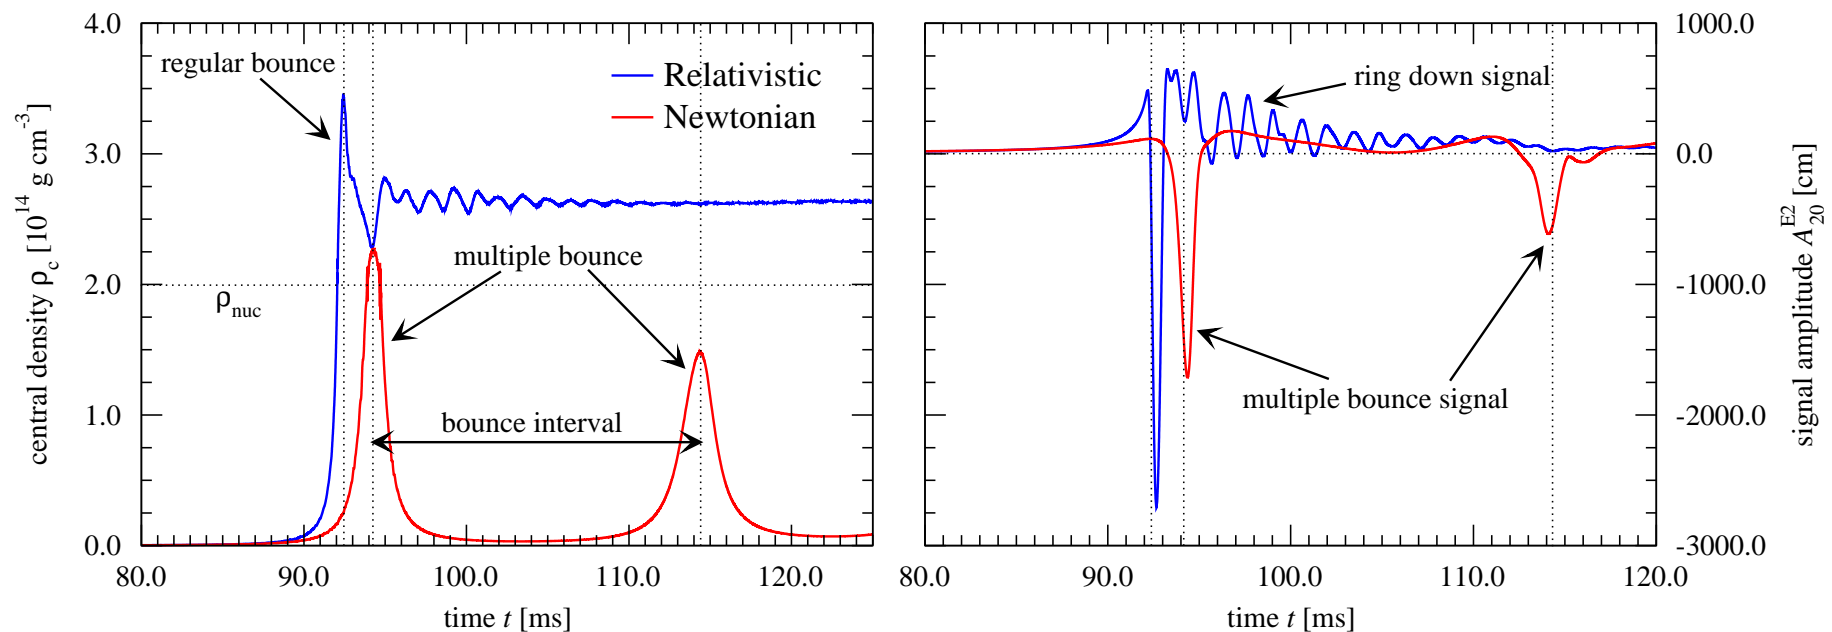 4.0
3.0
2.0
1.0
0.0
central density ρc [10^14 g cm^-3]
regular bounce
Relativistic
Newtonian
multiple bounce
ρnuc
bounce interval
80.0 90.0 100.0 110.0 120.0
time t [ms]
ring down signal
multiple bounce signal
1000.0
0.0
-1000.0
-2000.0
-3000.0
signal amplitude A^E2_20 [cm]
80.0 90.0 100.0 110.0 120.0
time t [ms]